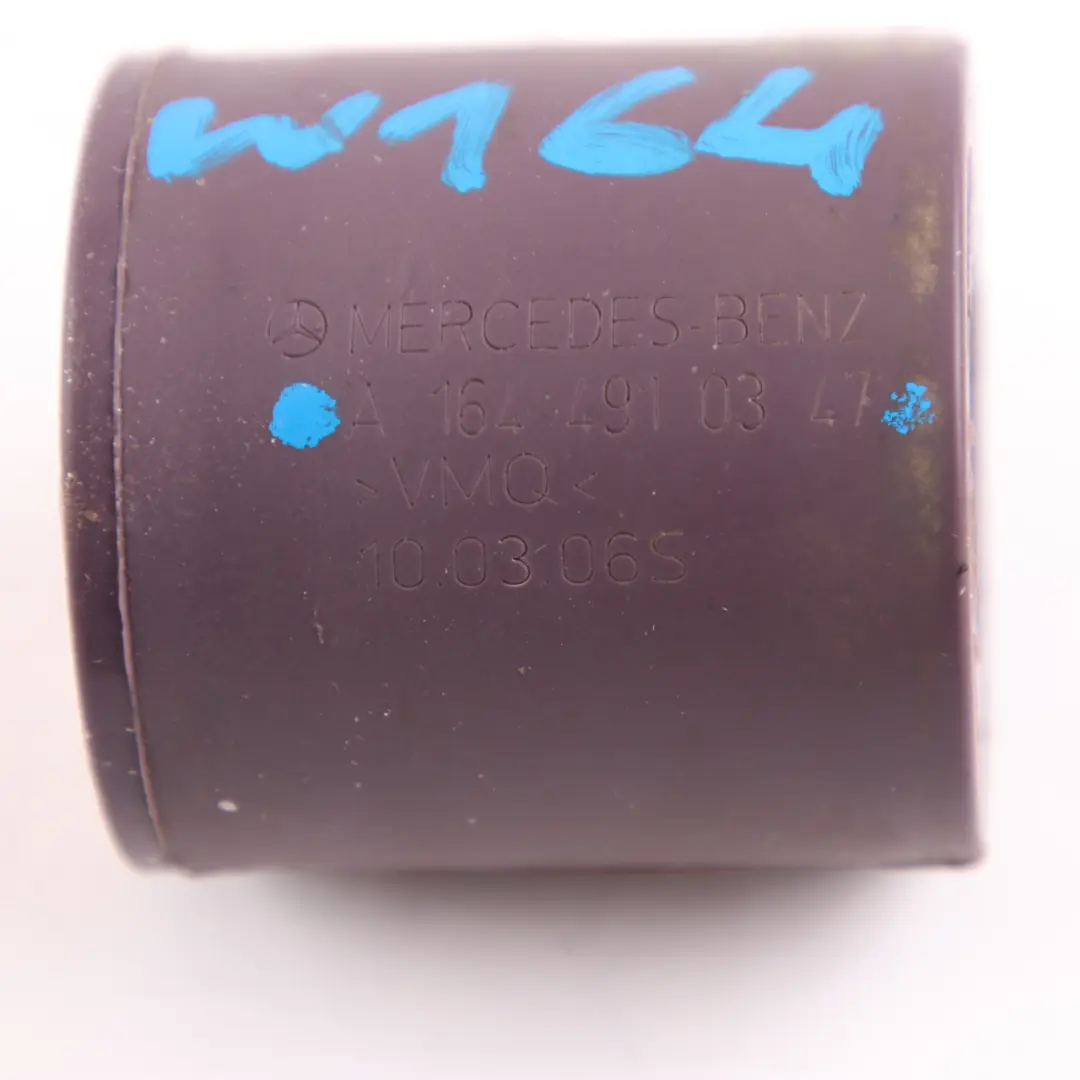 W164
MERCEDES-BENZ
A 164 491 03 47
>VMQ<
10.03.06S